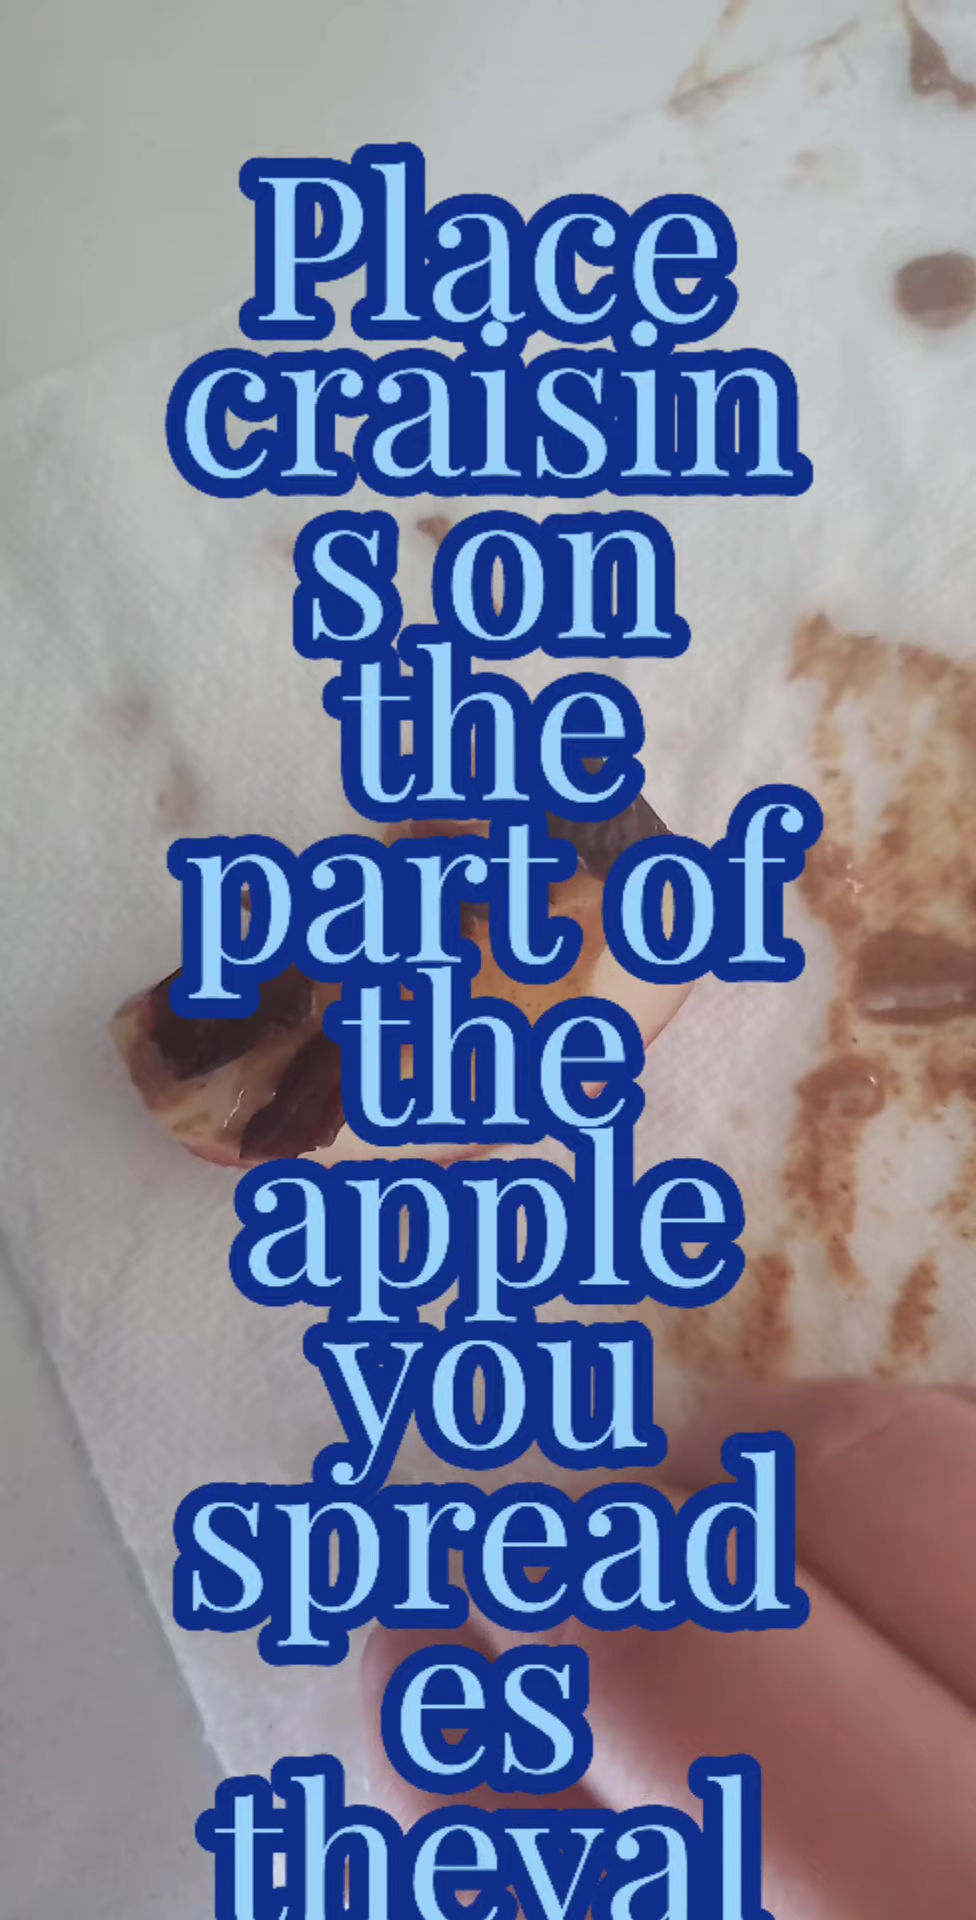 Place
craisin
s on
the
part of
the
apple
you
spread
es
theval